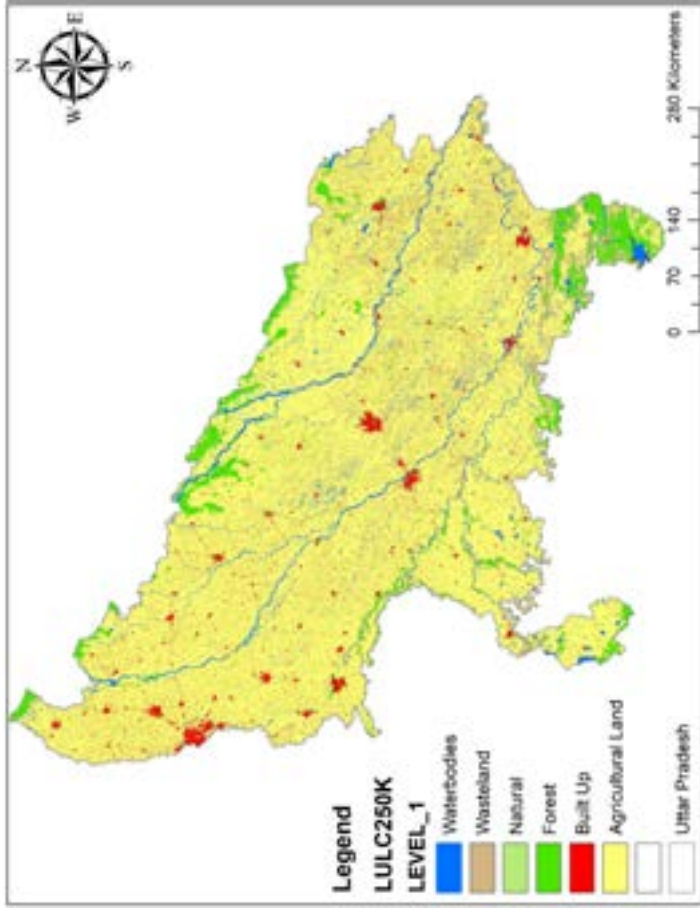 N
E
W
S
Legend
LULC250K
LEVEL_1
Waterbodies
Wasteland
Natural
Forest
Built Up
Agricultural Land
Uttar Pradesh
0 70 140 280 Kilometers